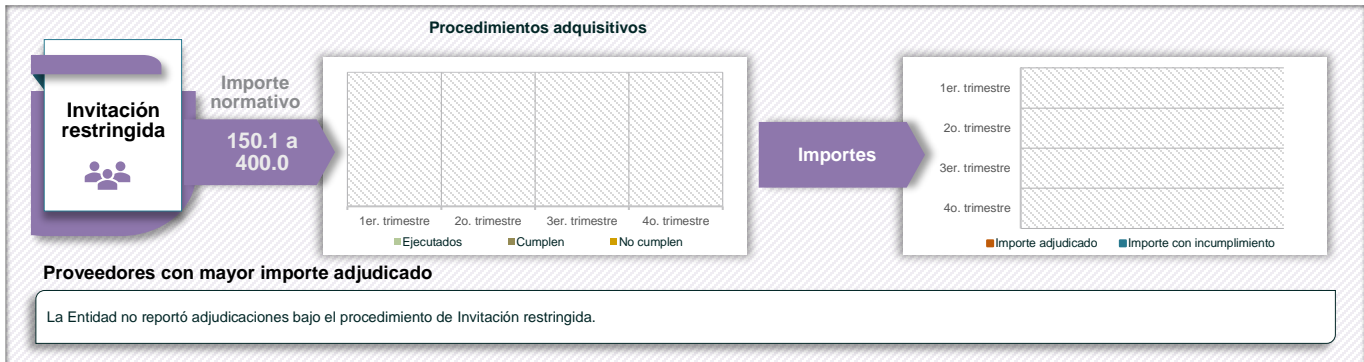 Procedimientos adquisitivos
Invitación
restringida
Importe
normativo
150.1 a
400.0
1er. trimestre 2o. trimestre 3er. trimestre 4o. trimestre
Ejecutados Cumplen No cumplen
Importes
1er. trimestre
2o. trimestre
3er. trimestre
4o. trimestre
Importe adjudicado Importe con incumplimiento
Proveedores con mayor importe adjudicado
La Entidad no reportó adjudicaciones bajo el procedimiento de Invitación restringida.